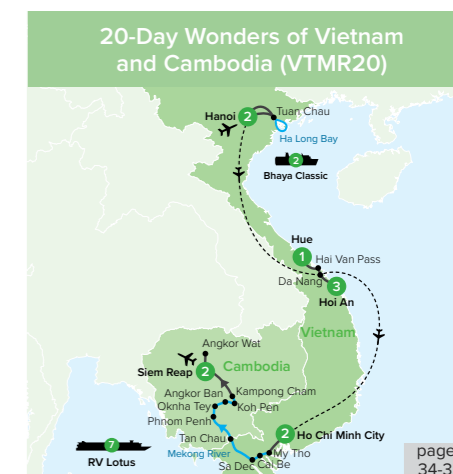 20-Day Wonders of Vietnam
and Cambodia (VTMR20)
Hanoi
2
Tuan Chau
Ha Long Bay
2
Bhaya Classic
Hue
1
Hai Van Pass
Da Nang
3
Hoi An
Vietnam
Angkor Wat
Siem Reap
2
Cambodia
Angkor Ban
Kampong Cham
Oknha Tey
Koh Pen
Phnom Penh
2
Ho Chi Minh City
Tan Chau
7
Mekong River
My Tho
RV Lotus
Sa Dec
Cai Be
page
34-3